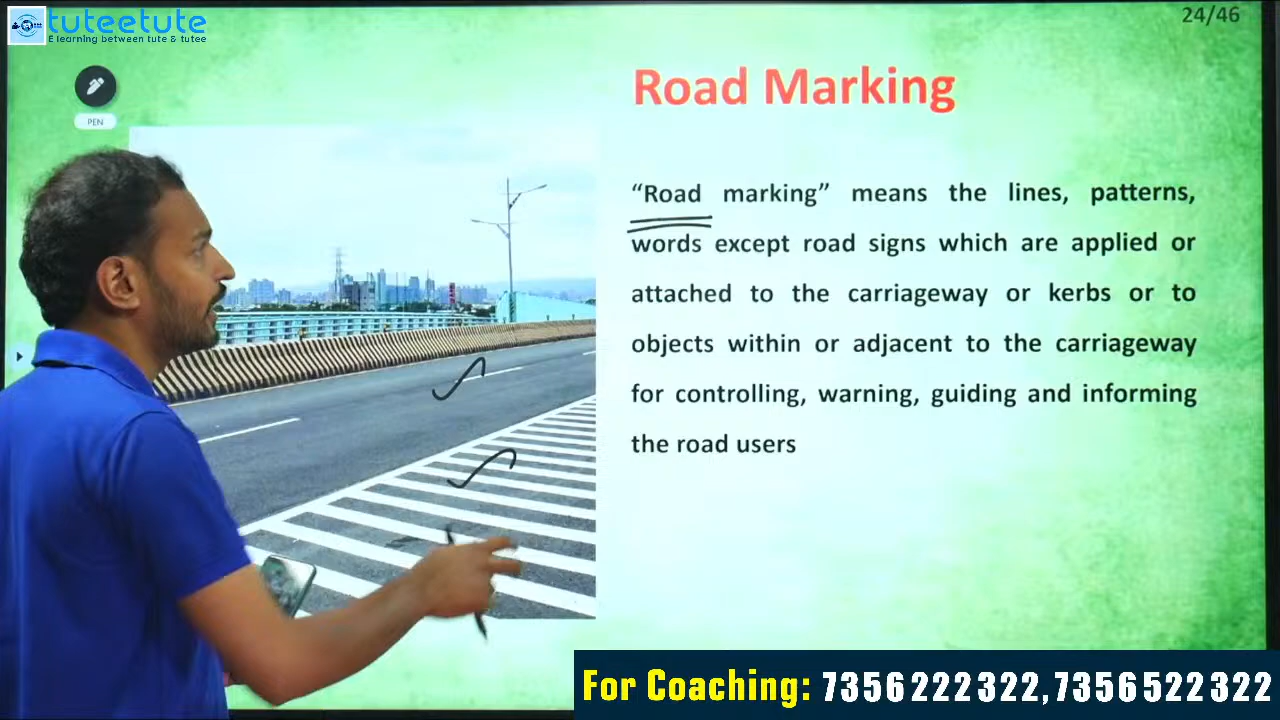 tuteetute
E learning between tute & tutee
24/46
PEN
Road Marking
“Road marking” means the lines, patterns,
words except road signs which are applied or
attached to the carriageway or kerbs or to
objects within or adjacent to the carriageway
for controlling, warning, guiding and informing
the road users
For Coaching: 7356222322,7356522322